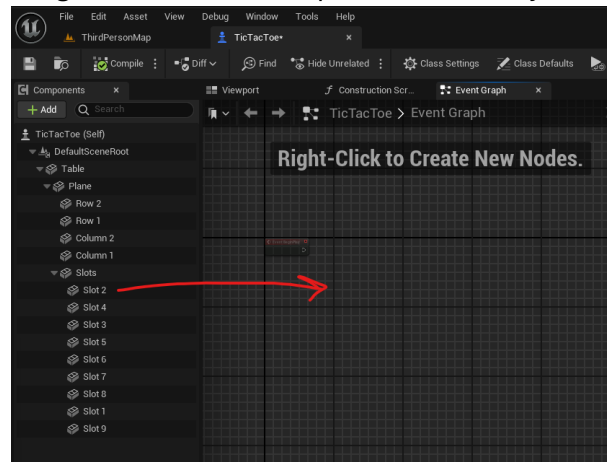 File Edit Asset View Debug Window Tools Help
ThirdPersonMap TicTacToe• ×
Compile Diff Find Hide Unrelated Class Settings Class Defaults
Components × Viewport Construction Scr... Event Graph ×
+ Add Search TicTacToe > Event Graph
TicTacToe (Self)
DefaultSceneRoot
Table
Plane
Row 2
Row 1
Column 2
Column 1
Slots
Slot 2
Slot 4
Slot 3
Slot 5
Slot 6
Slot 7
Slot 8
Slot 1
Slot 9
Right-Click to Create New Nodes.